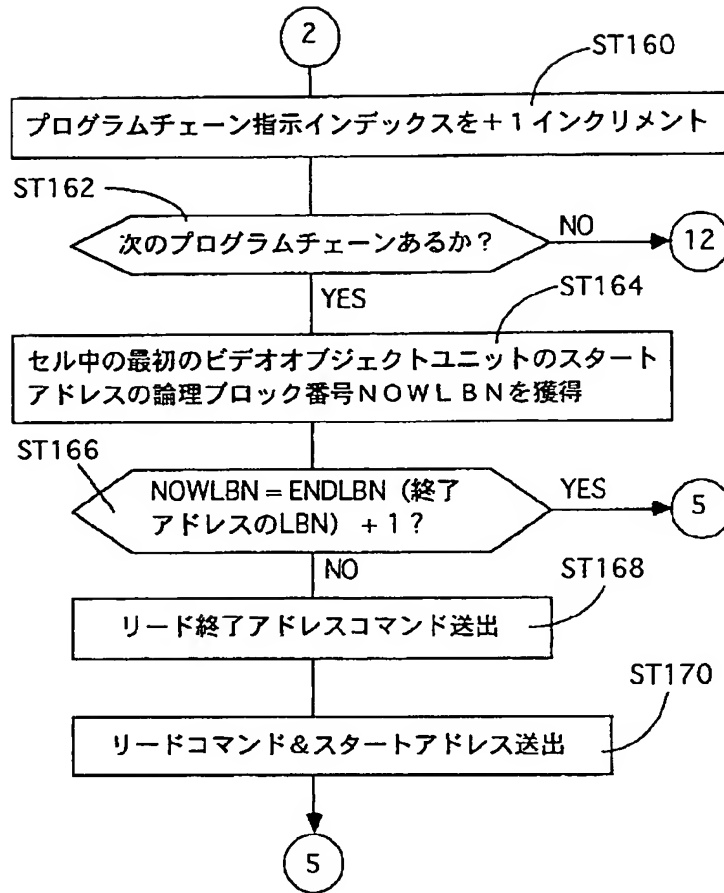 2
ST160
プログラムチェーン指示インデックスを＋１インクリメント
ST162
次のプログラムチェーンあるか？
NO
12
YES
ST164
セル中の最初のビデオオブジェクトユニットのスタート
アドレスの論理ブロック番号ＮＯＷＬＢＮを獲得
ST166
NOWLBN＝ENDLBN（終了
アドレスのLBN）＋１？
YES
5
NO
ST168
リード終了アドレスコマンド送出
ST170
リードコマンド＆スタートアドレス送出
5